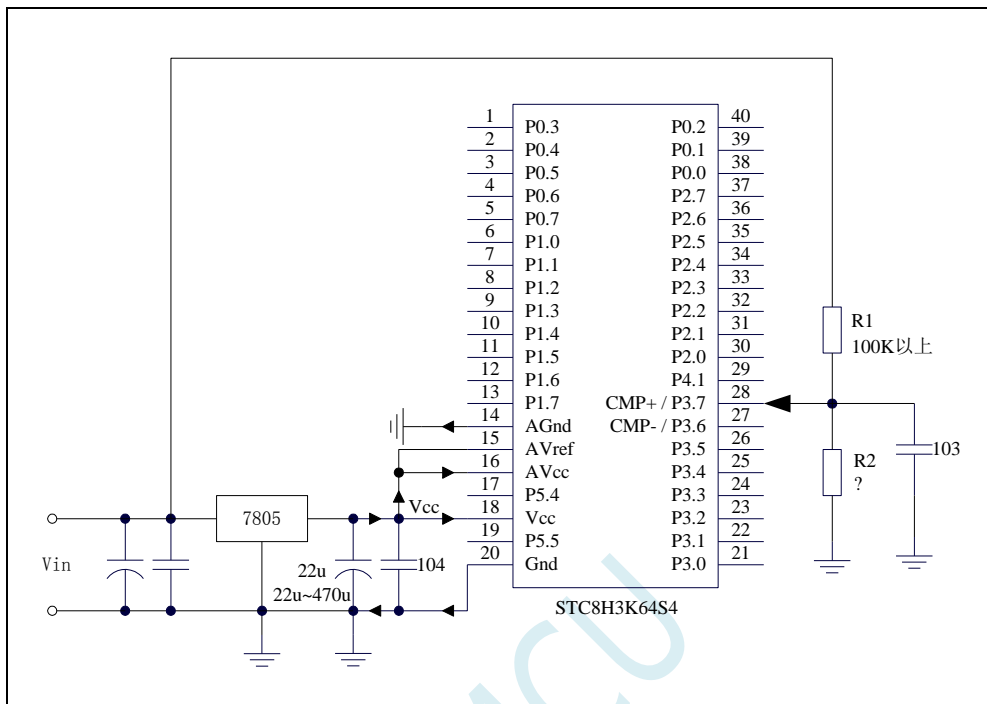 1 P0.3 P0.2 40
2 P0.4 P0.1 39
3 P0.5 P0.0 38
4 P0.6 P2.7 37
5 P0.7 P2.6 36
6 P1.0 P2.5 35
7 P1.1 P2.4 34
8 P1.2 P2.3 33
9 P1.3 P2.2 32
10 P1.4 P2.1 31
11 P1.5 P2.0 30
12 P1.6 P4.1 29
13 P1.7 CMP+ / P3.7 28
14 AGnd CMP- / P3.6 27
15 AVref P3.5 26
16 AVcc P3.4 25
17 P5.4 P3.3 24
18 Vcc P3.2 23
19 P5.5 P3.1 22
20 Gnd P3.0 21
STC8H3K64S4
R1
100K以上
R2
?
103
Vin
7805
Vcc
22u
22u~470u
104
MCU